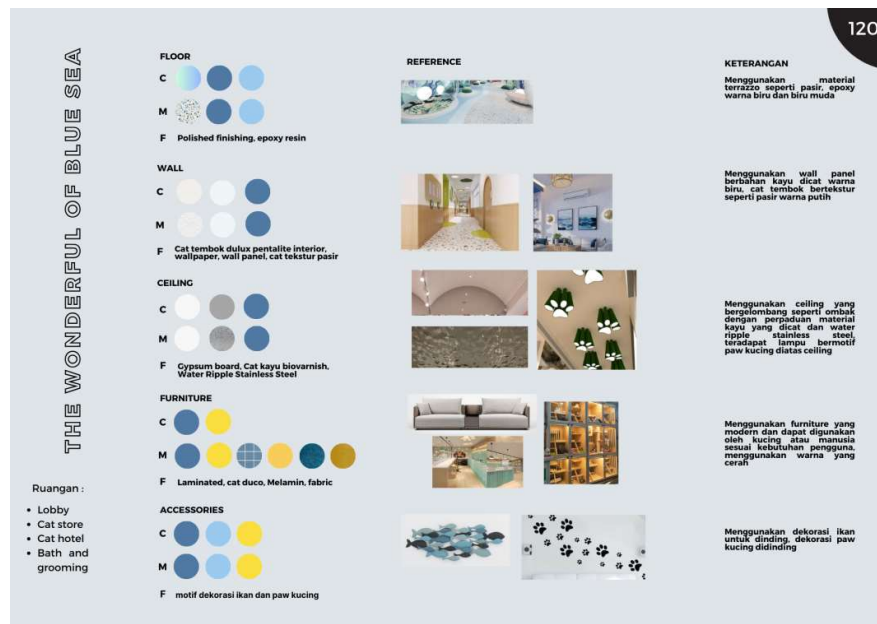 120
THE WONDERFUL OF BLUE SEA
FLOOR
C
M
F Polished finishing, epoxy resin
WALL
C
M
F Cat tembok dulux pentalite interior,
wallpaper, wall panel, cat tekstur pasir
CEILING
C
M
F Gypsum board, Cat kayu biovarnish,
Water Ripple Stainless Steel
FURNITURE
C
M
F Laminated, cat duco, Melamin, fabric
ACCESSORIES
C
M
F motif dekorasi ikan dan paw kucing
Ruangan :
• Lobby
• Cat store
• Cat hotel
• Bath and
grooming
REFERENCE
KETERANGAN
Menggunakan material
terrazzo seperti pasir, epoxy
warna biru dan biru muda
Menggunakan wall panel
berbahan kayu dicat warna
biru, cat tembok bertekstur
seperti pasir warna putih
Menggunakan ceiling yang
bergelombang seperti ombak
dengan perpaduan material
kayu yang dicat dan water
ripple stainless steel,
teradapat lampu bermotif
paw kucing diatas ceiling
Menggunakan furniture yang
modern dan dapat digunakan
oleh kucing atau manusia
sesuai kebutuhan pengguna,
menggunakan warna yang
cerah
Menggunakan dekorasi ikan
untuk dinding, dekorasi paw
kucing didinding